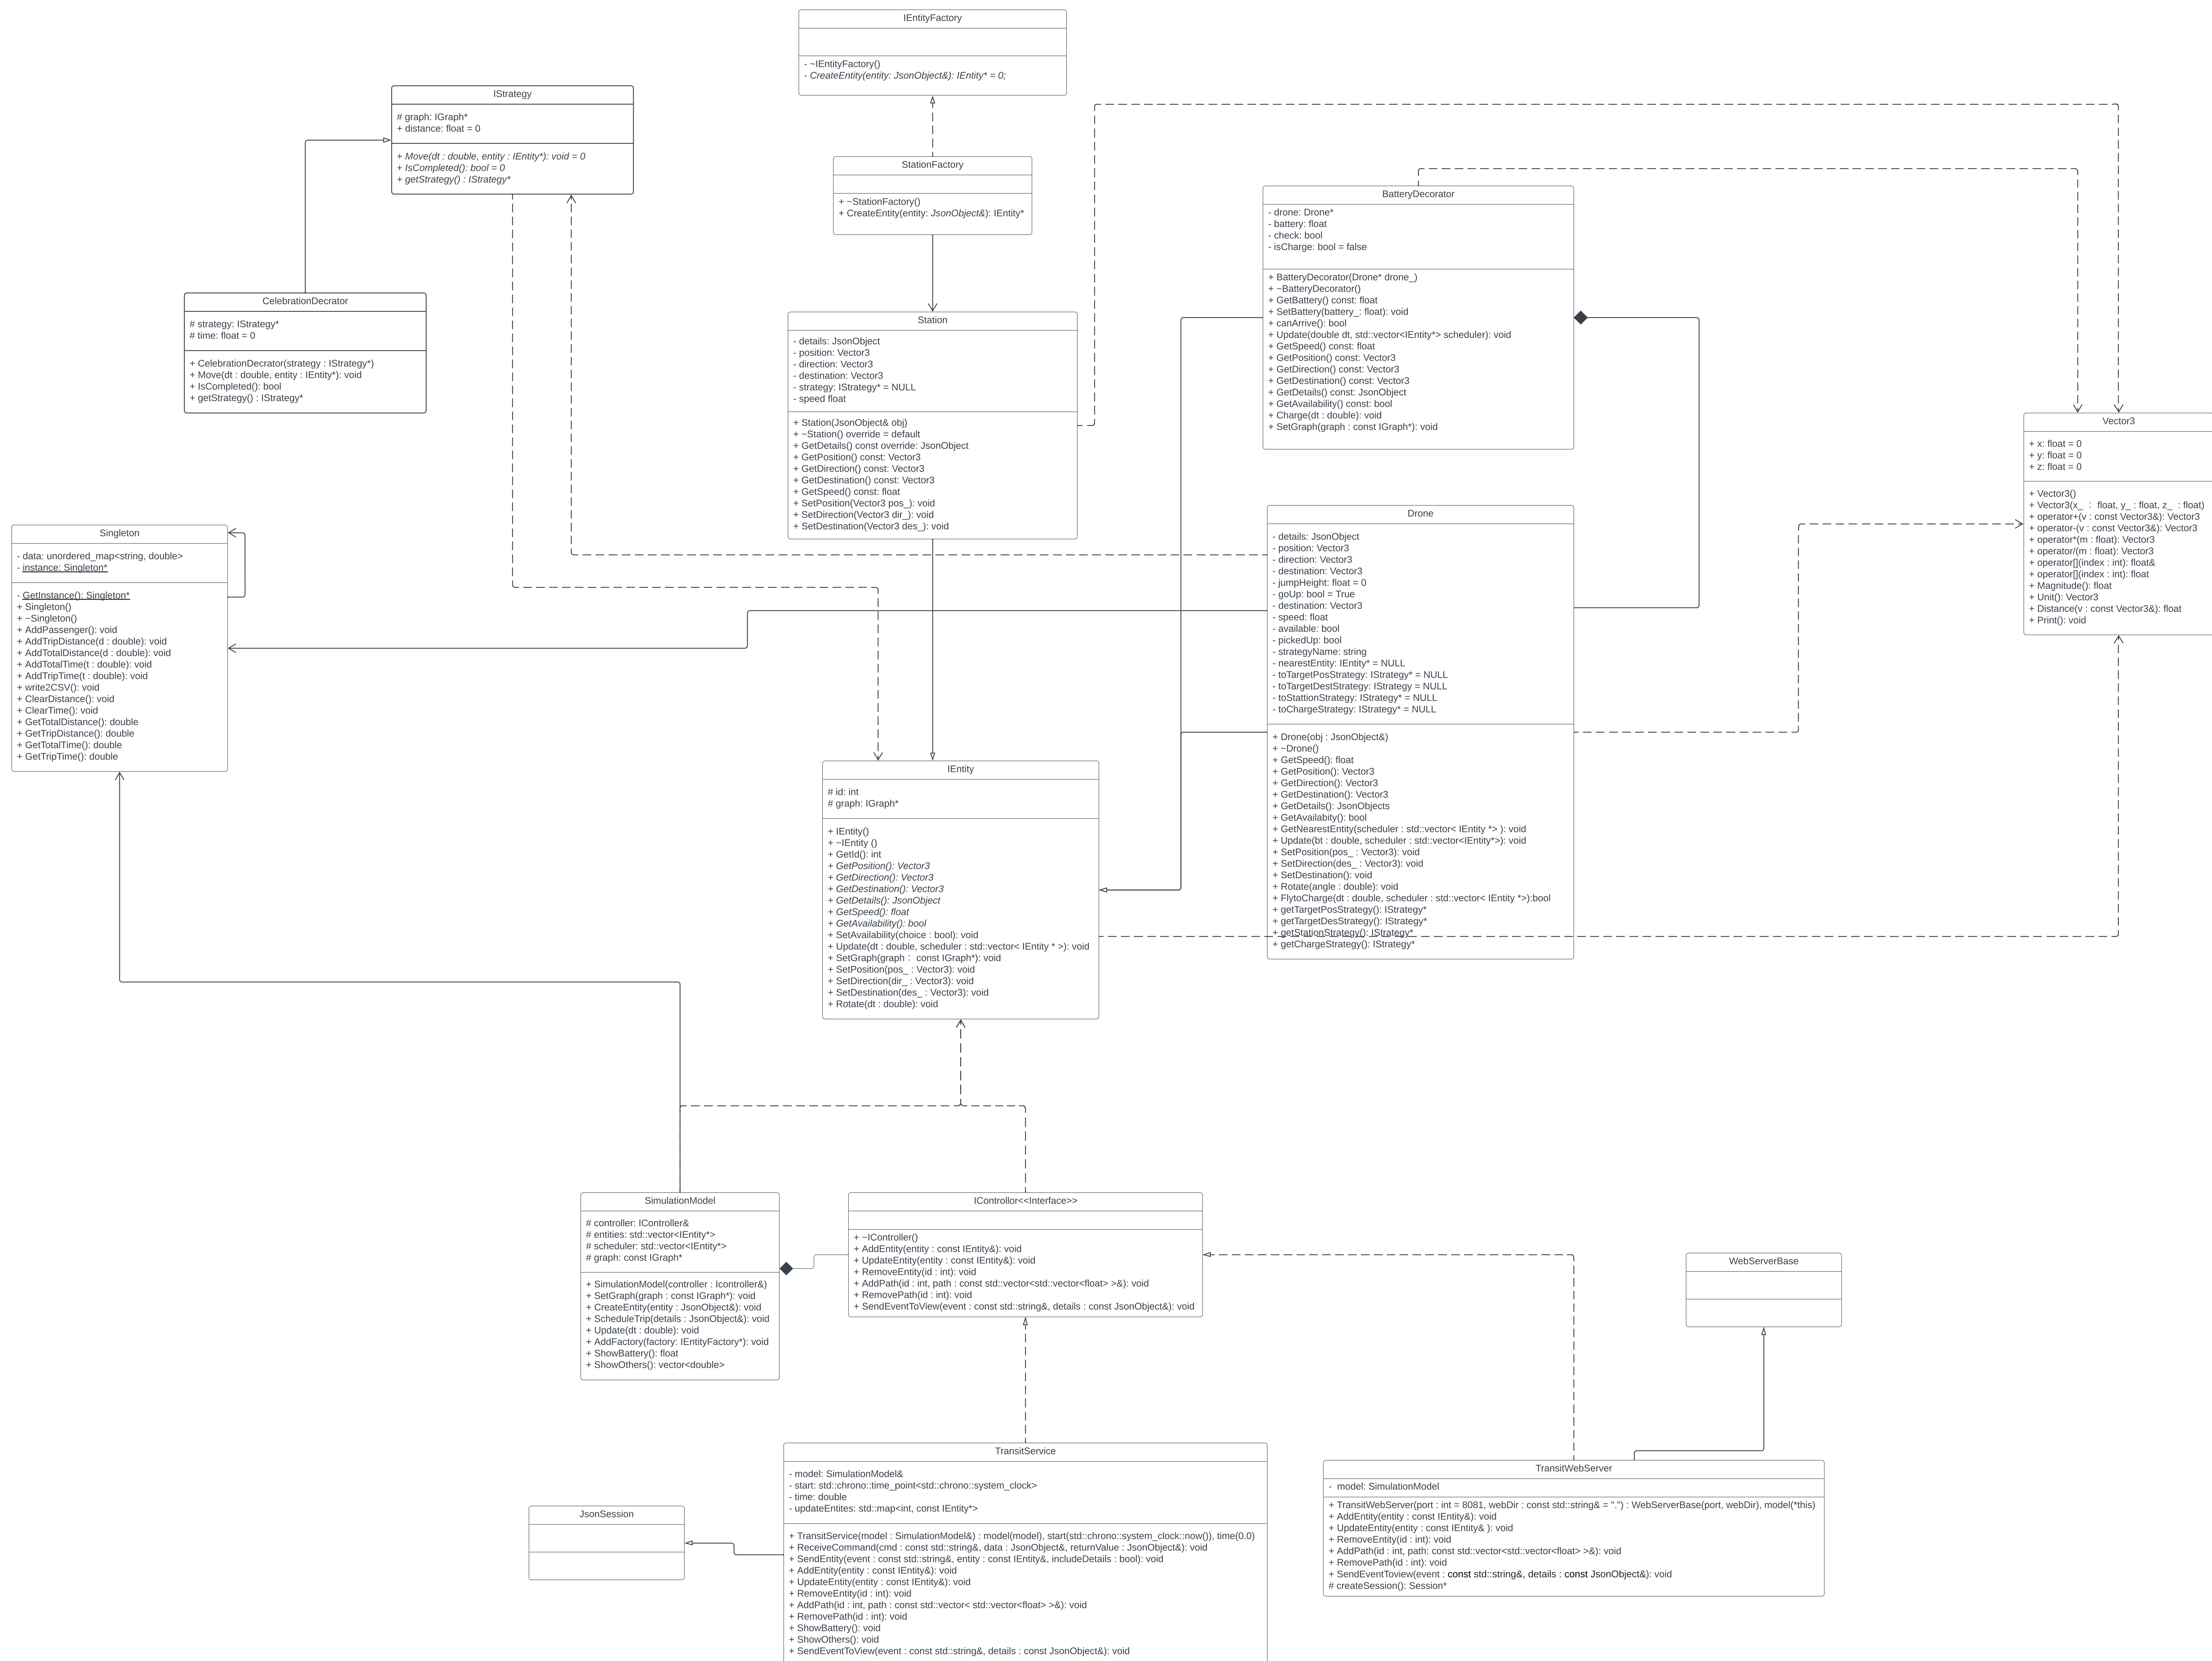 IEntityFactory
- ~IEntityFactory()
- CreateEntity(entity: JsonObject&): IEntity* = 0;
IStrategy
# graph: IGraph*
+ distance: float = 0
+ Move(dt : double, entity : IEntity*): void = 0
+ IsCompleted(): bool = 0
+ getStrategy() : IStrategy*
StationFactory
+ ~StationFactory()
+ CreateEntity(entity: JsonObject&): IEntity*
BatteryDecorator
- drone: Drone*
- battery: float
- check: bool
- isCharge: bool = false
+ BatteryDecorator(Drone* drone_)
+ ~BatteryDecorator()
+ GetBattery() const: float
+ SetBattery(battery_: float): void
+ canArrive(): bool
+ Update(double dt, std::vector<IEntity*> scheduler): void
+ GetSpeed() const: float
+ GetPosition() const: Vector3
+ GetDirection() const: Vector3
+ GetDestination() const: Vector3
+ GetDetails() const: JsonObject
+ GetAvailability() const: bool
+ Charge(dt : double): void
+ SetGraph(graph : const IGraph*): void
CelebrationDecrator
# strategy: IStrategy*
# time: float = 0
+ CelebrationDecrator(strategy : IStrategy*)
+ Move(dt : double, entity : IEntity*): void
+ IsCompleted(): bool
+ getStrategy() : IStrategy*
Station
- details: JsonObject
- position: Vector3
- direction: Vector3
- destination: Vector3
- strategy: IStrategy* = NULL
- speed float
+ Station(JsonObject& obj)
+ ~Station() override = default
+ GetDetails() const override: JsonObject
+ GetPosition() const: Vector3
+ GetDirection() const: Vector3
+ GetDestination() const: Vector3
+ GetSpeed() const: float
+ SetPosition(Vector3 pos_): void
+ SetDirection(Vector3 dir_): void
+ SetDestination(Vector3 des_): void
Vector3
+ x: float = 0
+ y: float = 0
+ z: float = 0
+ Vector3()
+ Vector3(x_ : float, y_ : float, z_ : float)
+ operator+(v : const Vector3&): Vector3
+ operator-(v : const Vector3&): Vector3
+ operator*(m : float): Vector3
+ operator/(m : float): Vector3
+ operator[](index : int): float&
+ operator[](index : int): float
+ Magnitude(): float
+ Unit(): Vector3
+ Distance(v : const Vector3&): float
+ Print(): void
Singleton
- data: unordered_map<string, double>
- instance: Singleton*
- GetInstance(): Singleton*
+ Singleton()
+ ~Singleton()
+ AddPassenger(): void
+ AddTripDistance(d : double): void
+ AddTotalDistance(d : double): void
+ AddTotalTime(t : double): void
+ AddTripTime(t : double): void
+ write2CSV(): void
+ ClearDistance(): void
+ ClearTime(): void
+ GetTotalDistance(): double
+ GetTripDistance(): double
+ GetTotalTime(): double
+ GetTripTime(): double
Drone
- details: JsonObject
- position: Vector3
- direction: Vector3
- destination: Vector3
- jumpHeight: float = 0
- goUp: bool = True
- destination: Vector3
- speed: float
- available: bool
- pickedUp: bool
- strategyName: string
- nearestEntity: IEntity* = NULL
- toTargetPosStrategy: IStrategy* = NULL
- toTargetDestStrategy: IStrategy = NULL
- toStattionStrategy: IStrategy* = NULL
- toChargeStrategy: IStrategy* = NULL
+ Drone(obj : JsonObject&)
+ ~Drone()
+ GetSpeed(): float
+ GetPosition(): Vector3
+ GetDirection(): Vector3
+ GetDestination(): Vector3
+ GetDetails(): JsonObjects
+ GetAvailabity(): bool
+ GetNearestEntity(scheduler : std::vector< IEntity *> ): void
+ Update(bt : double, scheduler : std::vector<IEntity*>): void
+ SetPosition(pos_ : Vector3): void
+ SetDirection(des_ : Vector3): void
+ SetDestination(): void
+ Rotate(angle : double): void
+ FlytoCharge(dt : double, scheduler : std::vector< IEntity *>):bool
+ getTargetPosStrategy(): IStrategy*
+ getTargetDesStrategy(): IStrategy*
+ getStationStrategy(): IStrategy*
+ getChargeStrategy(): IStrategy*
IEntity
# id: int
# graph: IGraph*
+ IEntity()
+ ~IEntity ()
+ GetId(): int
+ GetPosition(): Vector3
+ GetDirection(): Vector3
+ GetDestination(): Vector3
+ GetDetails(): JsonObject
+ GetSpeed(): float
+ GetAvailability(): bool
+ SetAvailability(choice : bool): void
+ Update(dt : double, scheduler : std::vector< IEntity * >): void
+ SetGraph(graph : const IGraph*): void
+ SetPosition(pos_ : Vector3): void
+ SetDirection(dir_ : Vector3): void
+ SetDestination(des_ : Vector3): void
+ Rotate(dt : double): void
SimulationModel
# controller: IController&
# entities: std::vector<IEntity*>
# scheduler: std::vector<IEntity*>
# graph: const IGraph*
+ SimulationModel(controller : Icontroller&)
+ SetGraph(graph : const IGraph*): void
+ CreateEntity(entity : JsonObject&): void
+ ScheduleTrip(details : JsonObject&): void
+ Update(dt : double): void
+ AddFactory(factory: IEntityFactory*): void
+ ShowBattery(): float
+ ShowOthers(): vector<double>
IControllor<<Interface>>
+ ~IController()
+ AddEntity(entity : const IEntity&): void
+ UpdateEntity(entity : const IEntity&): void
+ RemoveEntity(id : int): void
+ AddPath(id : int, path : const std::vector<std::vector<float> >&): void
+ RemovePath(id : int): void
+ SendEventToView(event : const std::string&, details : const JsonObject&): void
WebServerBase
TransitService
- model: SimulationModel&
- start: std::chrono::time_point<std::chrono::system_clock>
- time: double
- updateEntites: std::map<int, const IEntity*>
+ TransitService(model : SimulationModel&) : model(model), start(std::chrono::system_clock::now()), time(0.0)
+ ReceiveCommand(cmd : const std::string&, data : JsonObject&, returnValue : JsonObject&): void
+ SendEntity(event : const std::string&, entity : const IEntity&, includeDetails : bool): void
+ AddEntity(entity : const IEntity&): void
+ UpdateEntity(entity : const IEntity&): void
+ RemoveEntity(id : int): void
+ AddPath(id : int, path : const std::vector< std::vector<float> >&): void
+ RemovePath(id : int): void
+ ShowBattery(): void
+ ShowOthers(): void
+ SendEventToView(event : const std::string&, details : const JsonObject&): void
TransitWebServer
- model: SimulationModel
+ TransitWebServer(port : int = 8081, webDir : const std::string& = ".") : WebServerBase(port, webDir), model(*this)
+ AddEntity(entity : const IEntity&): void
+ UpdateEntity(entity : const IEntity& ): void
+ RemoveEntity(id : int): void
+ AddPath(id : int, path: const std::vector<std::vector<float> >&): void
+ RemovePath(id : int): void
+ SendEventToview(event : const std::string&, details : const JsonObject&): void
# createSession(): Session*
JsonSession